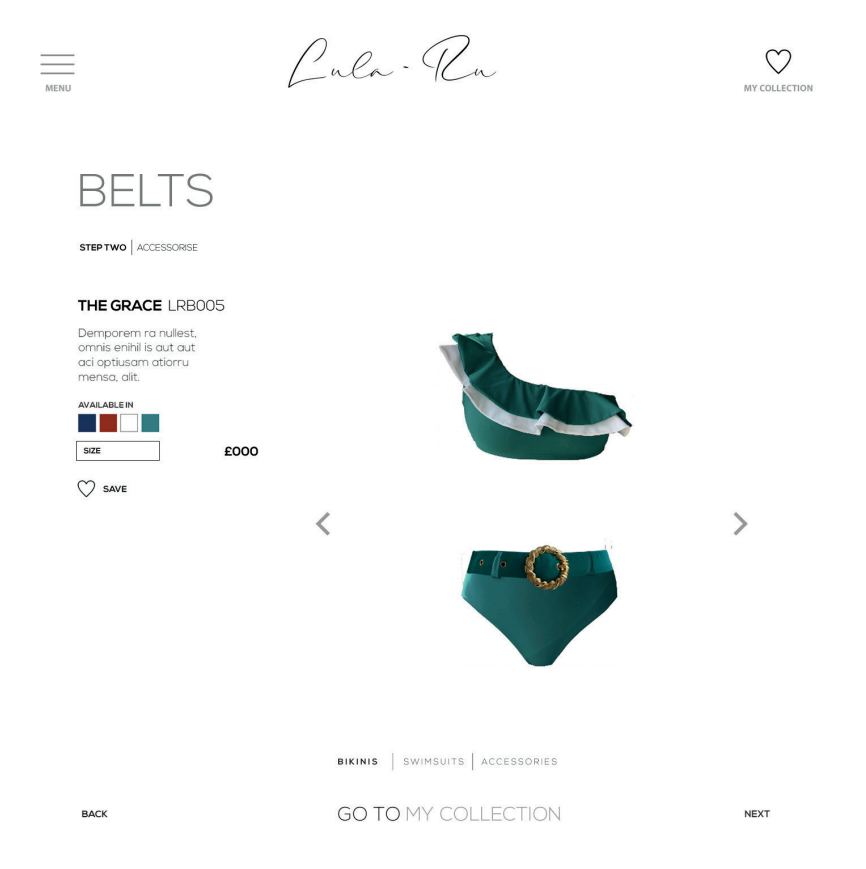 Lula - Ru
MENU
MY COLLECTION
BELTS
STEP TWO | ACCESSORISE
THE GRACE LRB005
Demporem ra nullest,
omnis enihil is aut aut
aci optiusam atiorru
mensa, alit.
AVAILABLE IN
SIZE
£000
SAVE
BIKINIS | SWIMSUITS | ACCESSORIES
BACK
GO TO MY COLLECTION
NEXT